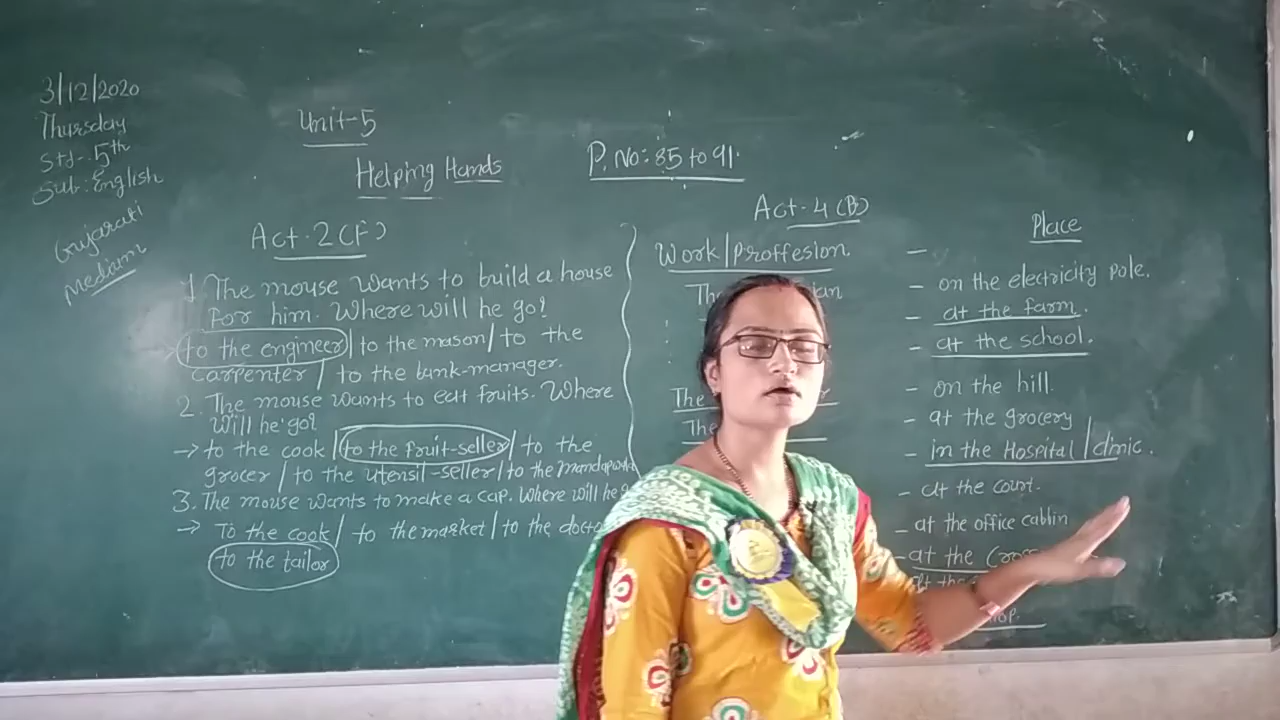 3/12/2020
Thursday
Std-5th
Sub: English
Gujarati
Mediam
Unit-5
Helping Hands
P. No: 85 to 91.
Act-2(F)
1. The mouse wants to build a house
for him. Where will he go?
to the engineer / to the mason / to the
carpenter / to the bank-manager.
2. The mouse wants to eat fruits. Where
will he go?
→ to the cook / to the fruit-seller / to the
grocer / to the utensil-seller / to the
3. The mouse wants to make a cap. Where will he
→ To the cook / to the market / to the
to the tailor
Act-4(B)
Work / Proffesion
The
The
Place
- on the electricity pole.
- at the farm.
- at the school.
- on the hill.
- at the grocery
- in the Hospital / clinic.
- at the court.
- at the office cabbin
- at the